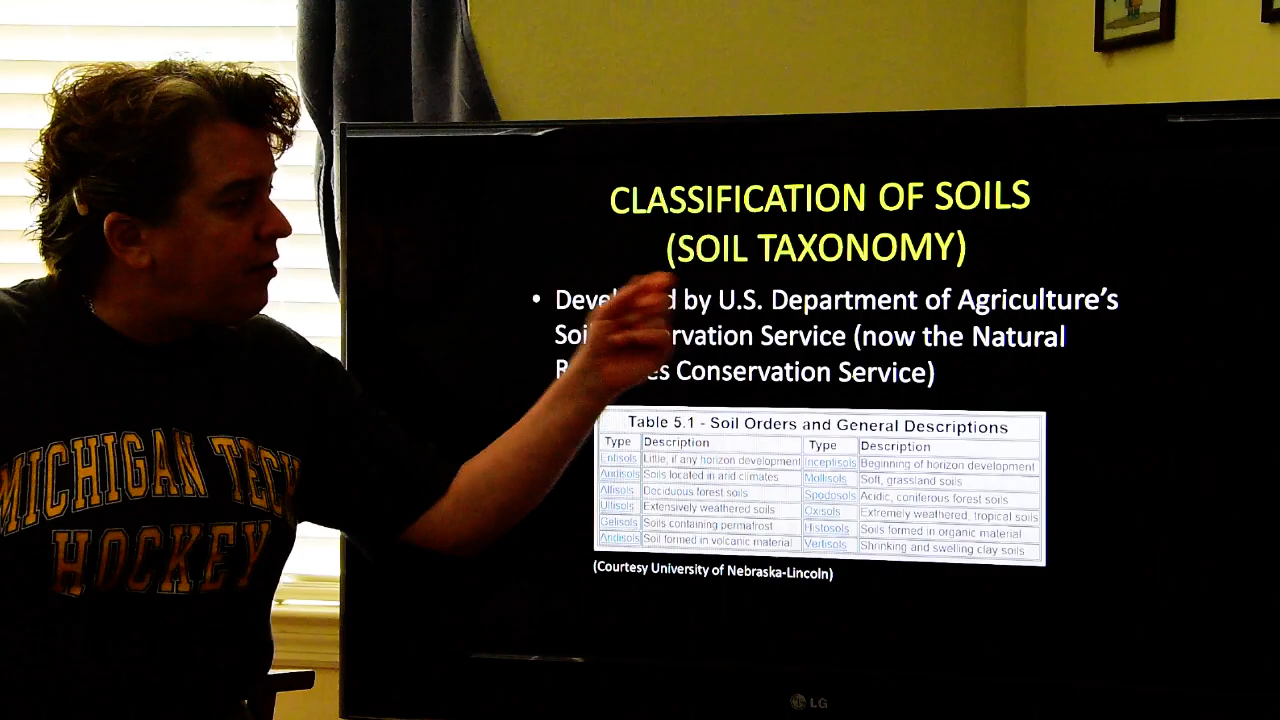 CLASSIFICATION OF SOILS
(SOIL TAXONOMY)
• by U.S. Department of Agriculture's
Service (now the Natural
Conservation Service)
Table 5.1 - Soil Orders and General Descriptions
Type Description Type Description
Entisols Little, if any horizon development Inceptisols Beginning of horizon development
Aridisols Soils located in arid climates Mollisols Soft, grassland soils
Alfisols Deciduous forest soils Spodosols Acidic, coniferous forest soils
Ultisols Extensively weathered soils Oxisols Extremely weathered, tropical soils
Gelisols Soils containing permafrost Histosols Soils formed in organic material
Andisols Soil formed in volcanic material Vertisols Shrinking and swelling clay soils
(Courtesy University of Nebraska-Lincoln)
MICHIGAN TECH
HOCKEY
LG